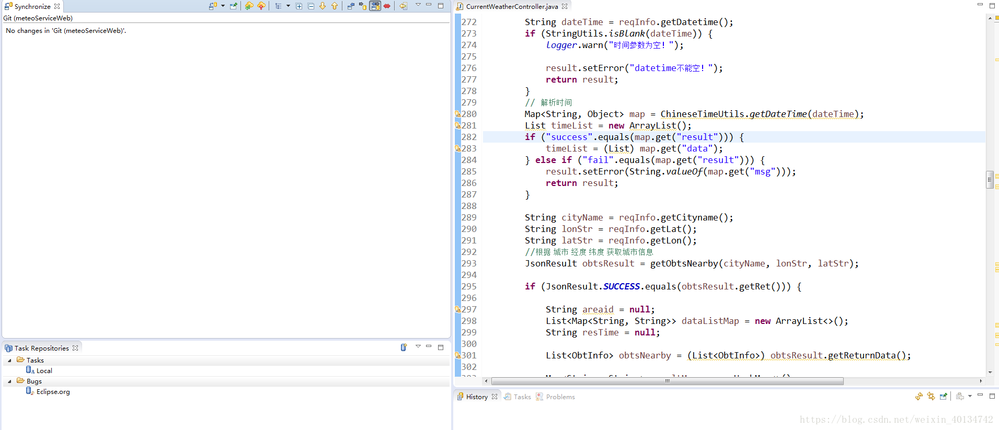 Synchronize
Git (meteoServiceWeb)
No changes in 'Git (meteoServiceWeb)'.
Task Repositories
Tasks
Local
Bugs
Eclipse.org
CurrentWeatherController.java
272 String dateTime = reqInfo.getDatetime();
273 if (StringUtils.isBlank(dateTime)) {
274 logger.warn("时间参数为空! ");
275
276 result.setError("datetime不能空! ");
277 return result;
278 }
279 // 解析时间
280 Map<String, Object> map = ChineseTimeUtils.getDateTime(dateTime);
281 List timeList = new ArrayList();
282 if ("success".equals(map.get("result"))) {
283 timeList = (List) map.get("data");
284 } else if ("fail".equals(map.get("result"))) {
285 result.setError(String.valueOf(map.get("msg")));
286 return result;
287 }
288
289 String cityName = reqInfo.getCityname();
290 String lonStr = reqInfo.getLat();
291 String latStr = reqInfo.getLon();
292 //根据 城市 经度 纬度 获取城市信息
293 JsonResult obtsResult = getObtsNearby(cityName, lonStr, latStr);
294
295 if (JsonResult.SUCCESS.equals(obtsResult.getRet())) {
296
297 String areaid = null;
298 List<Map<String, String>> dataListMap = new ArrayList<>();
299 String resTime = null;
300
301 List<ObtInfo> obtsNearby = (List<ObtInfo>) obtsResult.getReturnData();
302
History
Tasks
Problems
https://blog.csdn.net/weixin_40134742